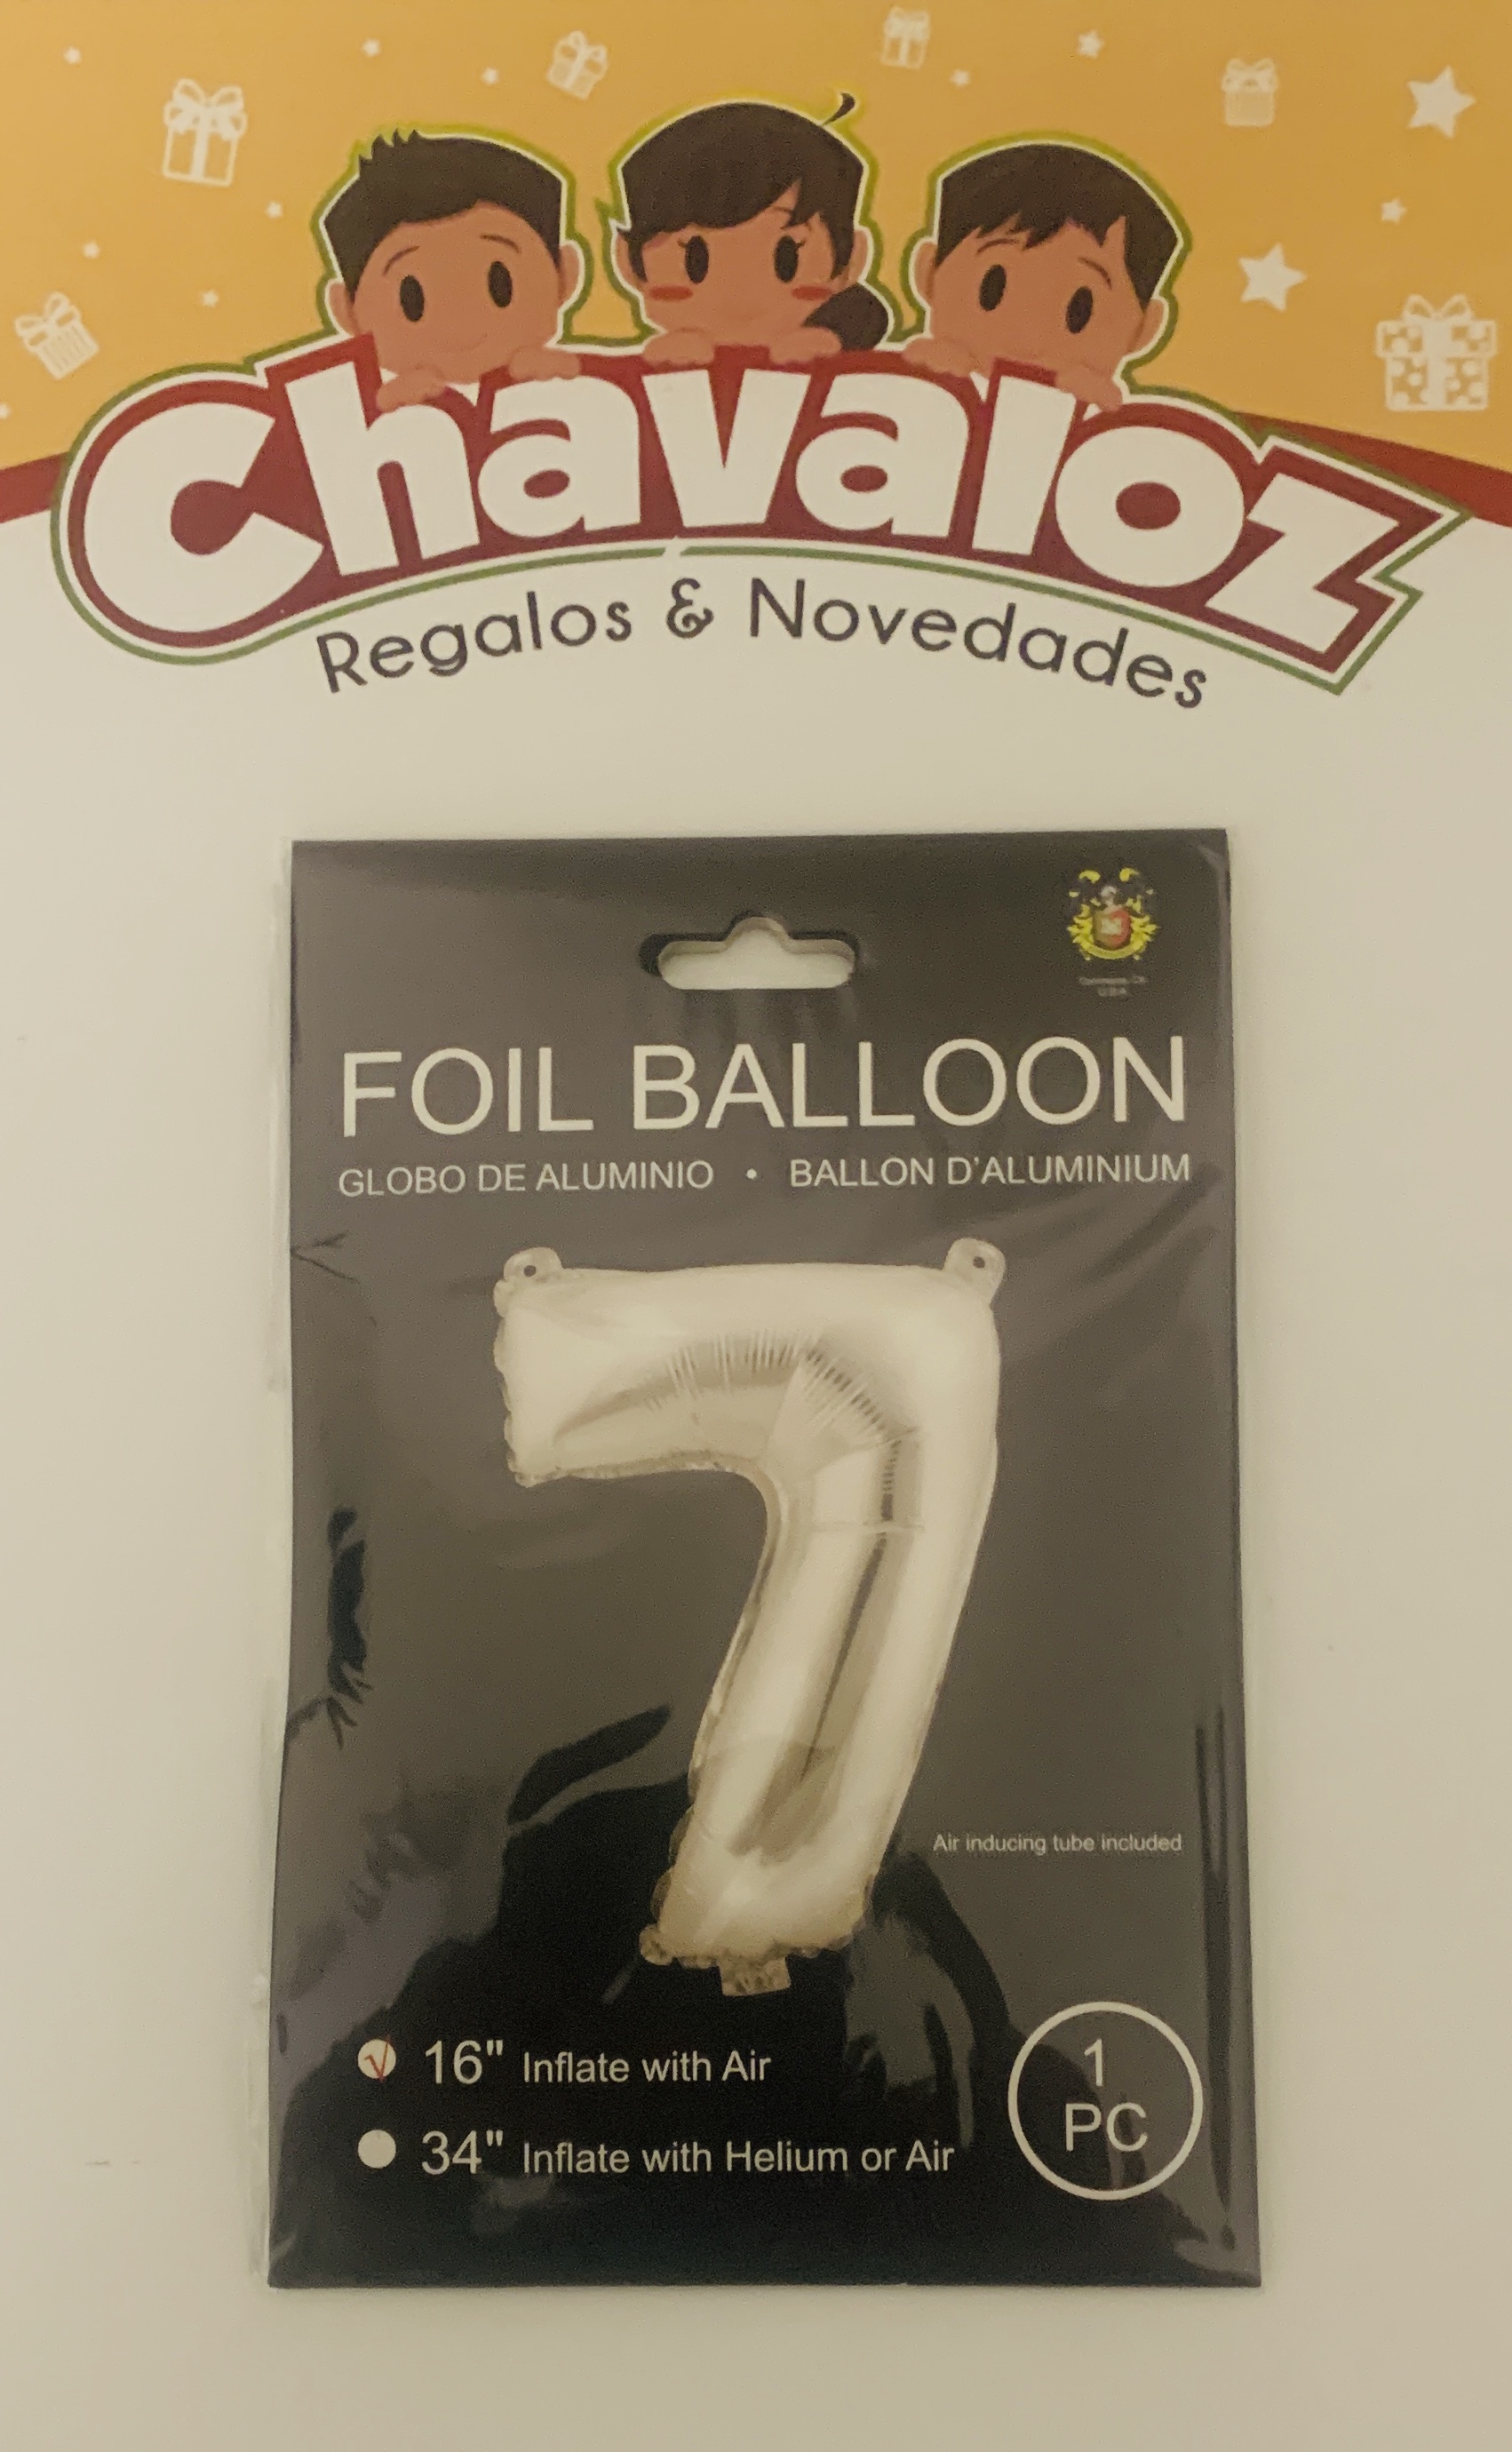 Chavaloz
Regalos & Novedades
U.S.A.
FOIL BALLOON
GLOBO DE ALUMINIO • BALLON D'ALUMINIUM
Air inducing tube included
16" Inflate with Air
34" Inflate with Helium or Air
1
PC